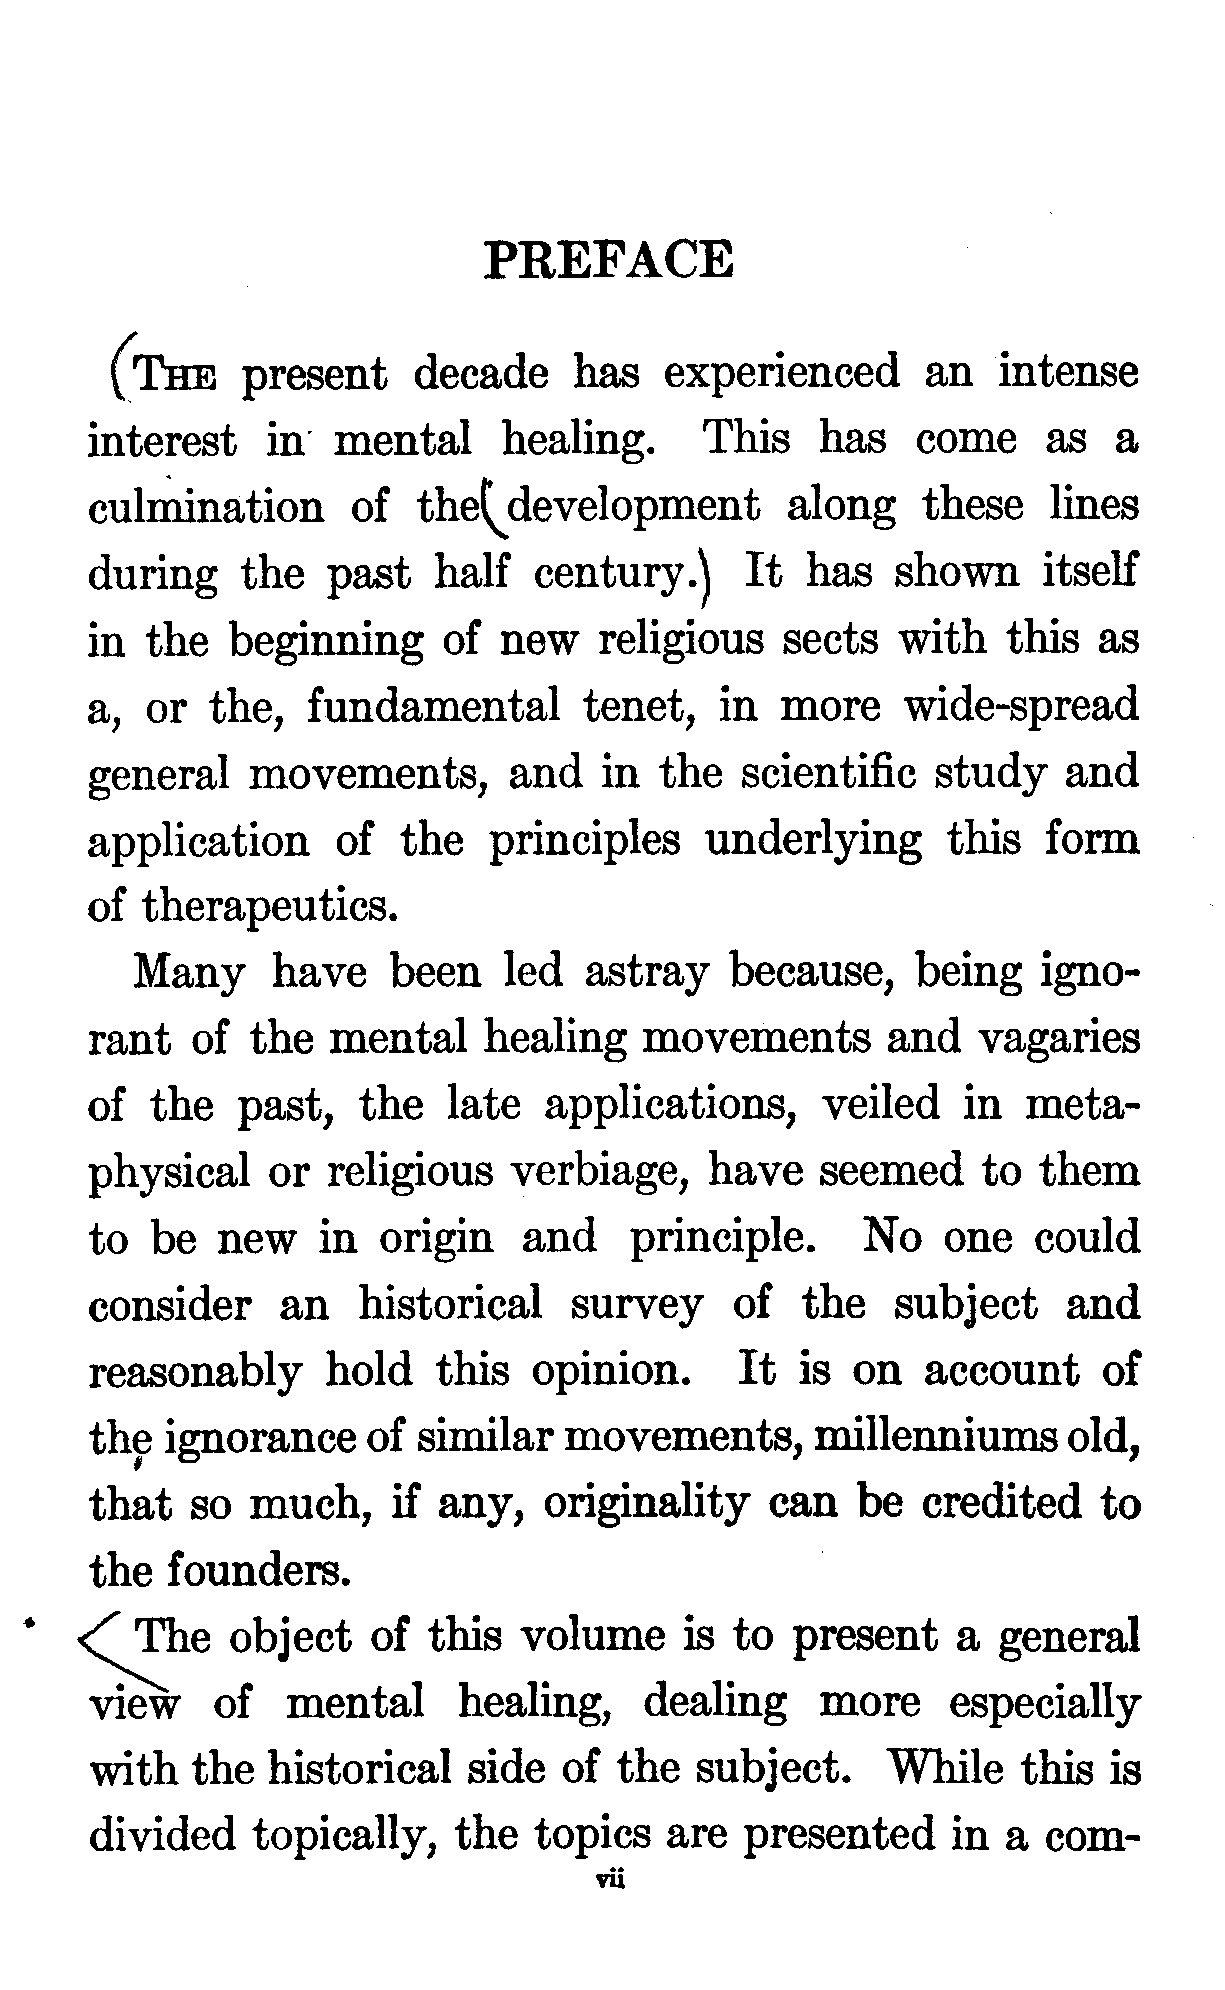 PREFACE
THE present decade has experienced an intense
interest in mental healing. This has come as a
culmination of the development along these lines
during the past half century. It has shown itself
in the beginning of new religious sects with this as
a, or the, fundamental tenet, in more wide-spread
general movements, and in the scientific study and
application of the principles underlying this form
of therapeutics.
Many have been led astray because, being igno-
rant of the mental healing movements and vagaries
of the past, the late applications, veiled in meta-
physical or religious verbiage, have seemed to them
to be new in origin and principle. No one could
consider an historical survey of the subject and
reasonably hold this opinion. It is on account of
the ignorance of similar movements, millenniums old,
that so much, if any, originality can be credited to
the founders.
The object of this volume is to present a general
view of mental healing, dealing more especially
with the historical side of the subject. While this is
divided topically, the topics are presented in a com-
vii